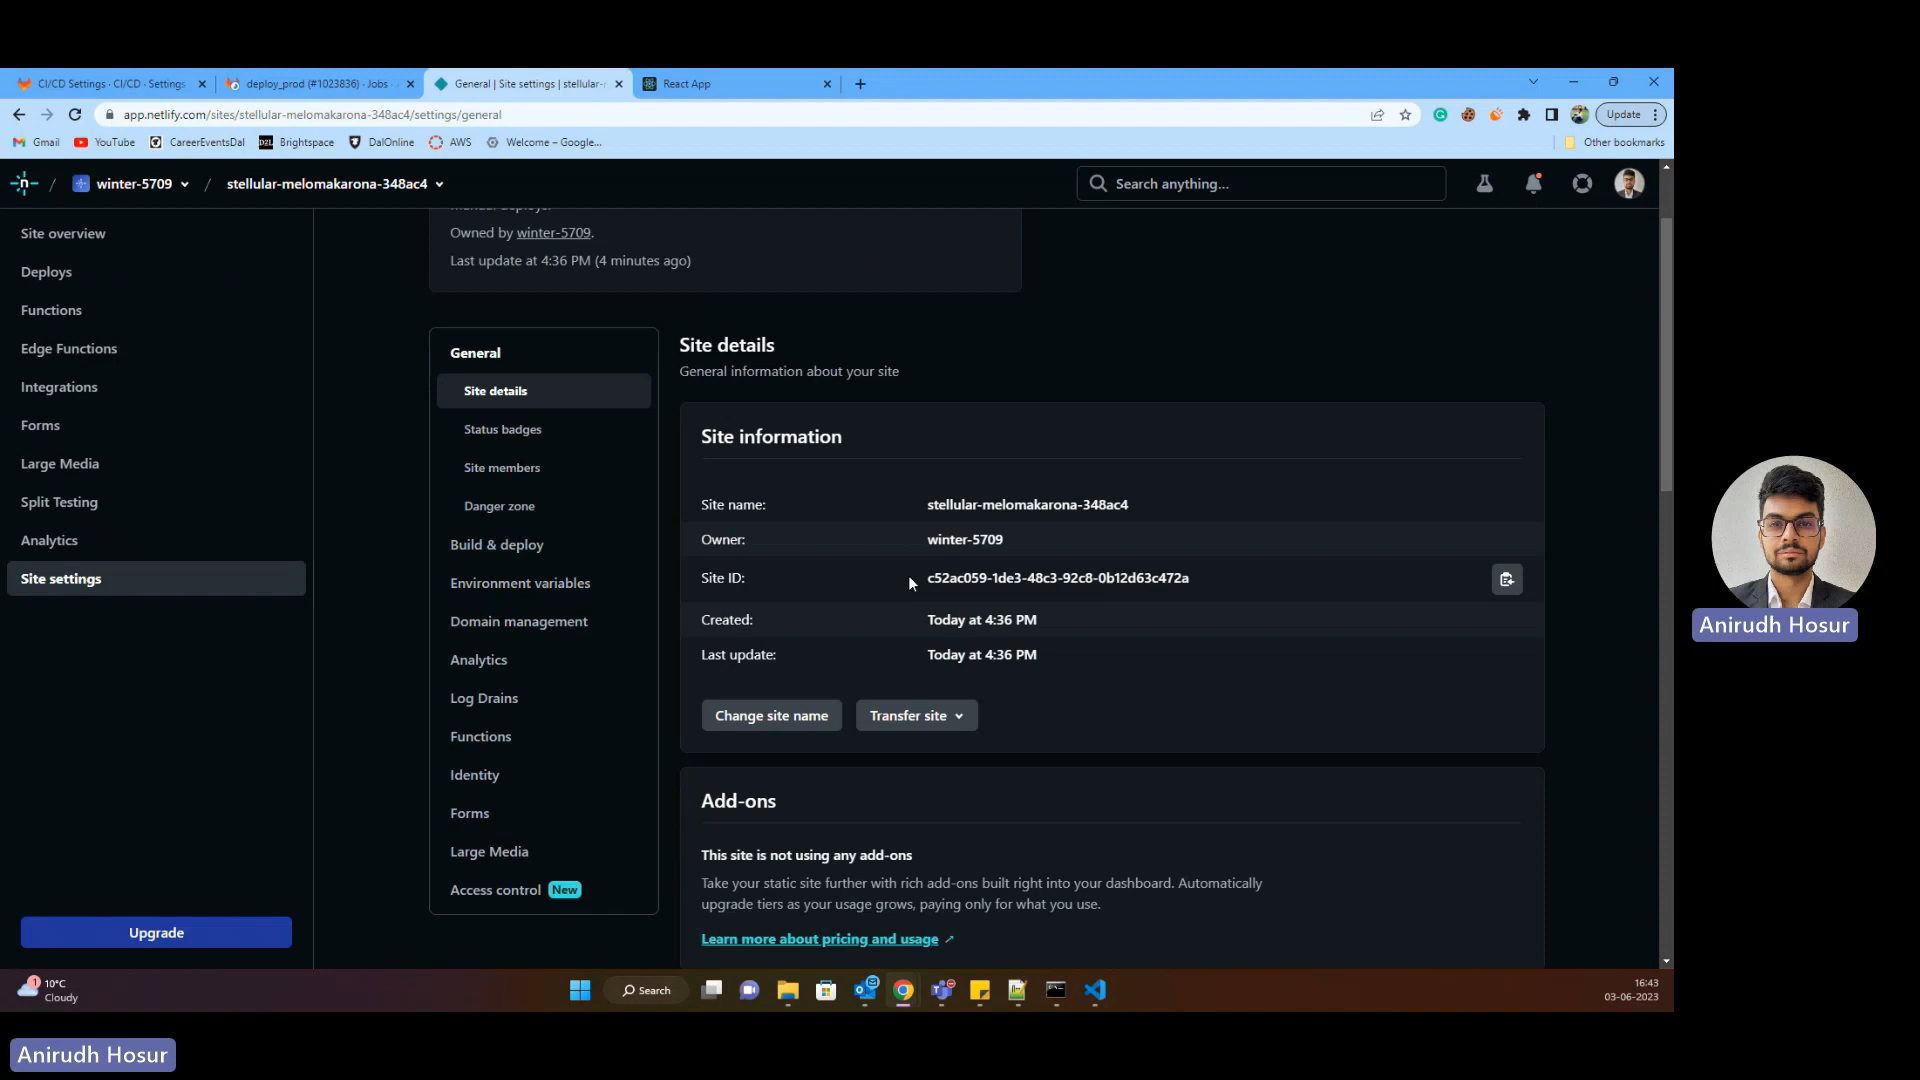 CI/CD Settings · CI/CD · Settings
deploy_prod (#1023836) · Jobs ·
General | Site settings | stellular-
React App
app.netlify.com/sites/stellular-melomakarona-348ac4/settings/general
Update
Gmail
YouTube
CareerEventsDal
Brightspace
DalOnline
AWS
Welcome – Google...
Other bookmarks
/ winter-5709 / stellular-melomakarona-348ac4
Search anything...
Site overview
Deploys
Functions
Edge Functions
Integrations
Forms
Large Media
Split Testing
Analytics
Site settings
Upgrade
Owned by winter-5709.
Last update at 4:36 PM (4 minutes ago)
General
Site details
Status badges
Site members
Danger zone
Build & deploy
Environment variables
Domain management
Analytics
Log Drains
Functions
Identity
Forms
Large Media
Access control New
Site details
General information about your site
Site information
Site name: stellular-melomakarona-348ac4
Owner: winter-5709
Site ID: c52ac059-1de3-48c3-92c8-0b12d63c472a
Created: Today at 4:36 PM
Last update: Today at 4:36 PM
Change site name
Transfer site
Add-ons
This site is not using any add-ons
Take your static site further with rich add-ons built right into your dashboard. Automatically
upgrade tiers as your usage grows, paying only for what you use.
Learn more about pricing and usage
1
10°C
Cloudy
Search
16:43
03-06-2023
Anirudh Hosur
Anirudh Hosur